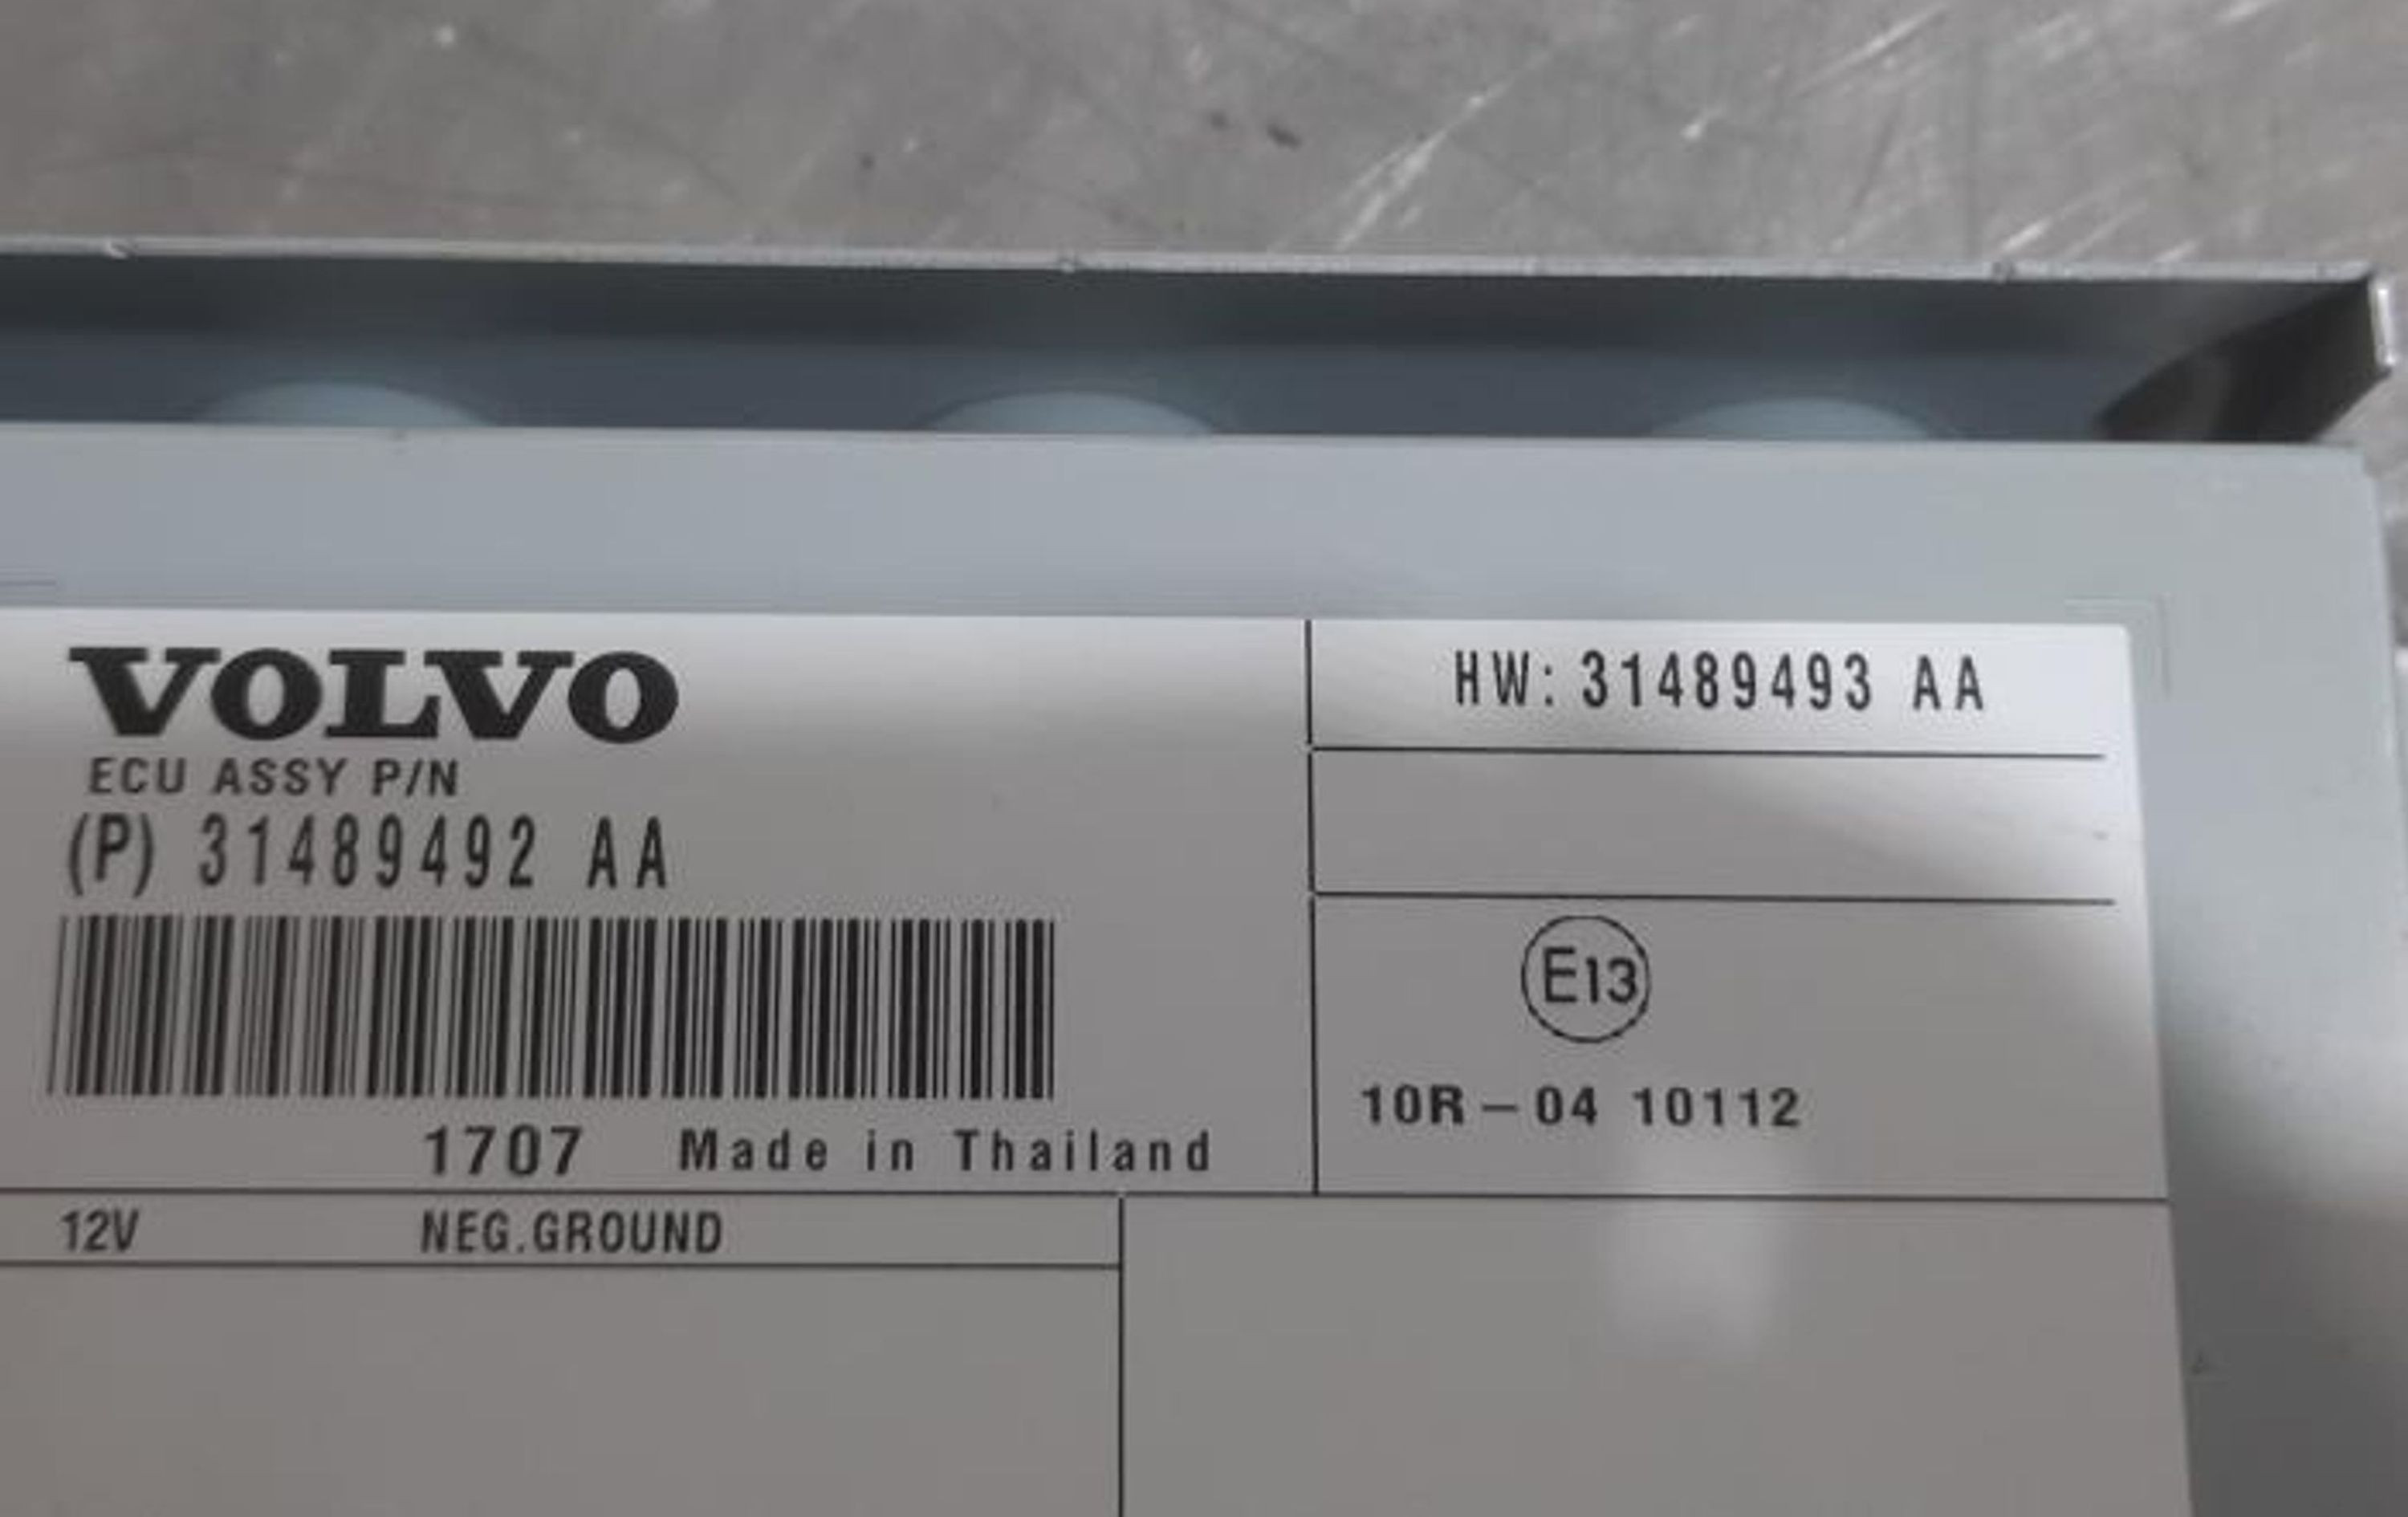 VOLVO
ECU ASSY P/N
(P) 31489492 AA
1707 Made in Thailand
12V NEG.GROUND
HW: 31489493 AA
E13
10R-04 10112